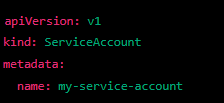 apiVersion: v1
kind: ServiceAccount
metadata:
  name: my-service-account